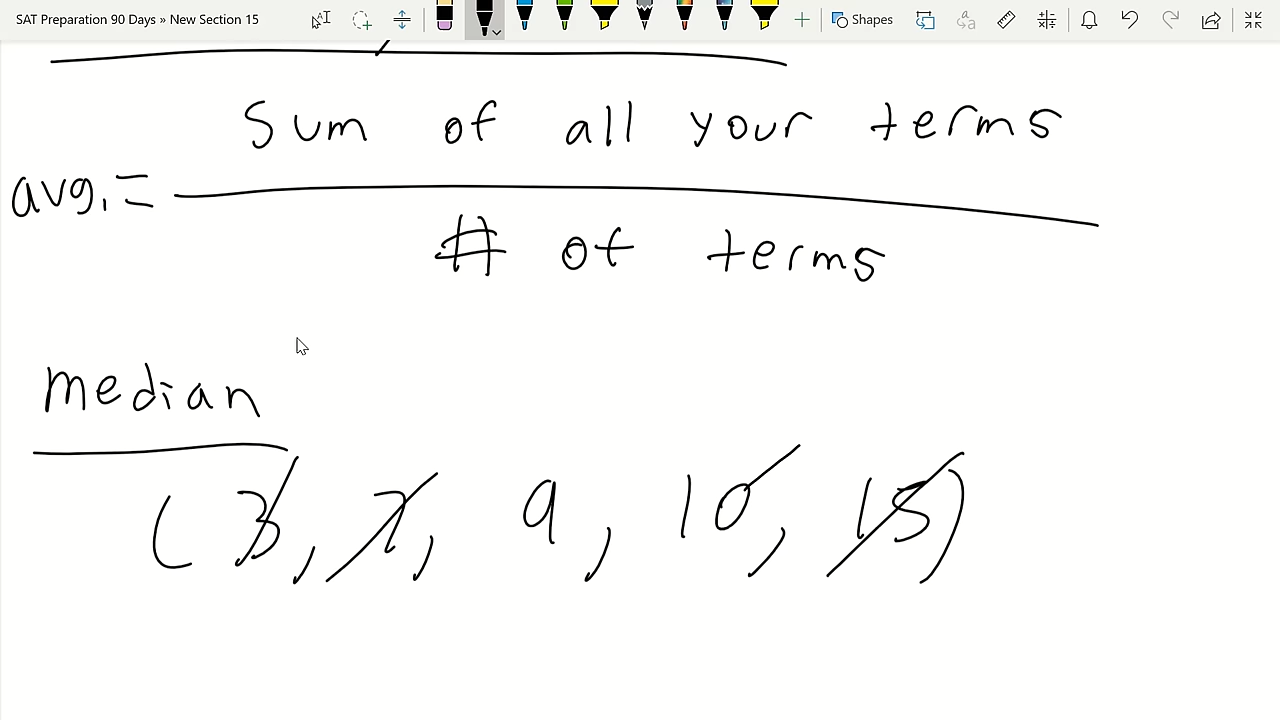 SAT Preparation 90 Days » New Section 15
Shapes
Sum of all your terms
avg. =
# of terms
median
(3, 7, 9, 10, 15)